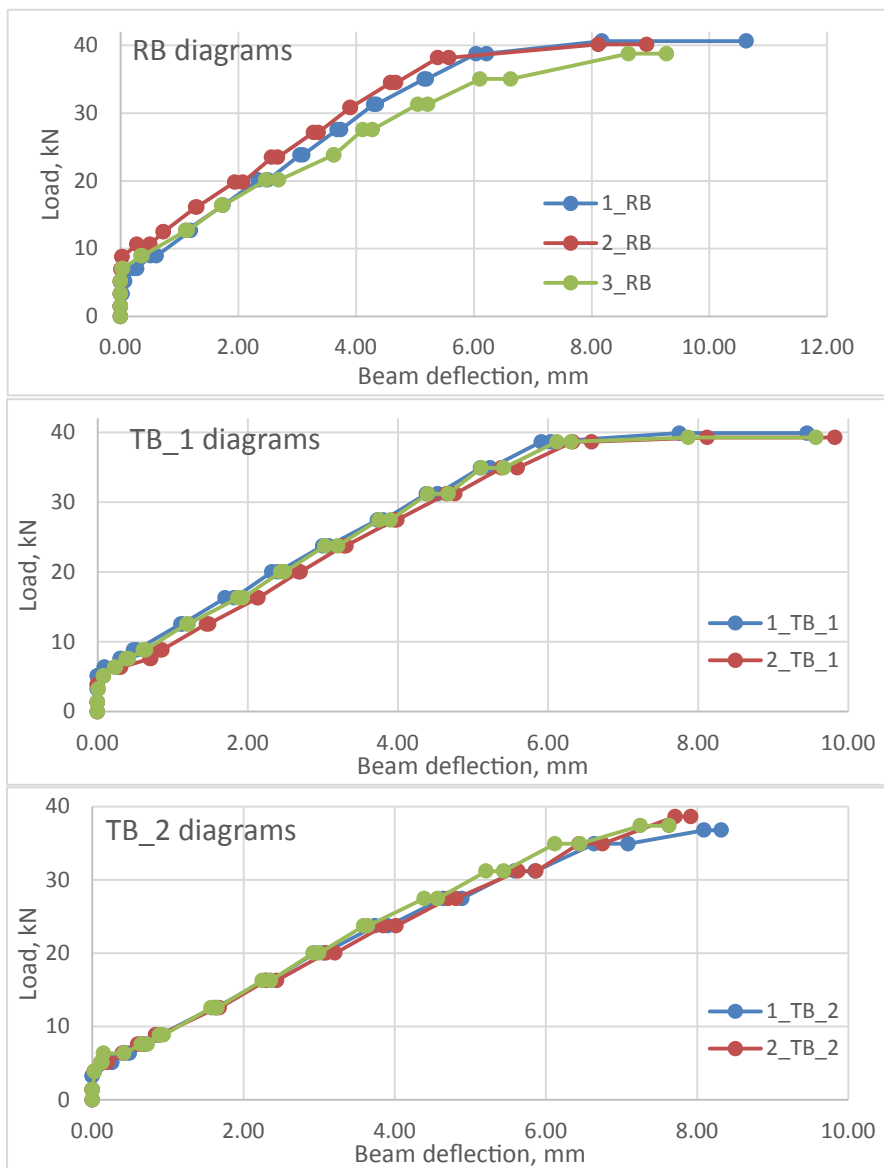 RB diagrams
50
40
30
20
10
0
Load, kN
1_RB
2_RB
3_RB
0.00 2.00 4.00 6.00 8.00 10.00 12.00
Beam deflection, mm
TB_1 diagrams
40
30
20
10
0
Load, kN
1_TB_1
2_TB_1
0.00 2.00 4.00 6.00 8.00 10.00
Beam deflection, mm
TB_2 diagrams
40
30
20
10
0
Load, kN
1_TB_2
2_TB_2
0.00 2.00 4.00 6.00 8.00 10.00
Beam deflection, mm